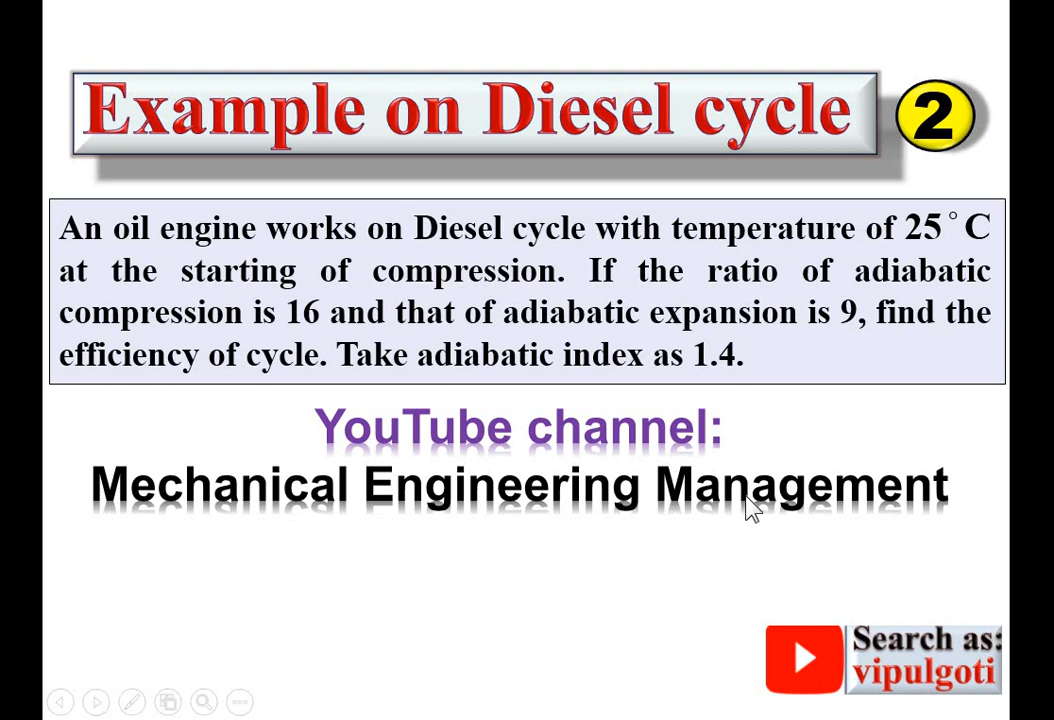 Example on Diesel cycle
2
An oil engine works on Diesel cycle with temperature of 25°C
at the starting of compression. If the ratio of adiabatic
compression is 16 and that of adiabatic expansion is 9, find the
efficiency of cycle. Take adiabatic index as 1.4.
YouTube channel:
Mechanical Engineering Management
Search as:
vipulgoti